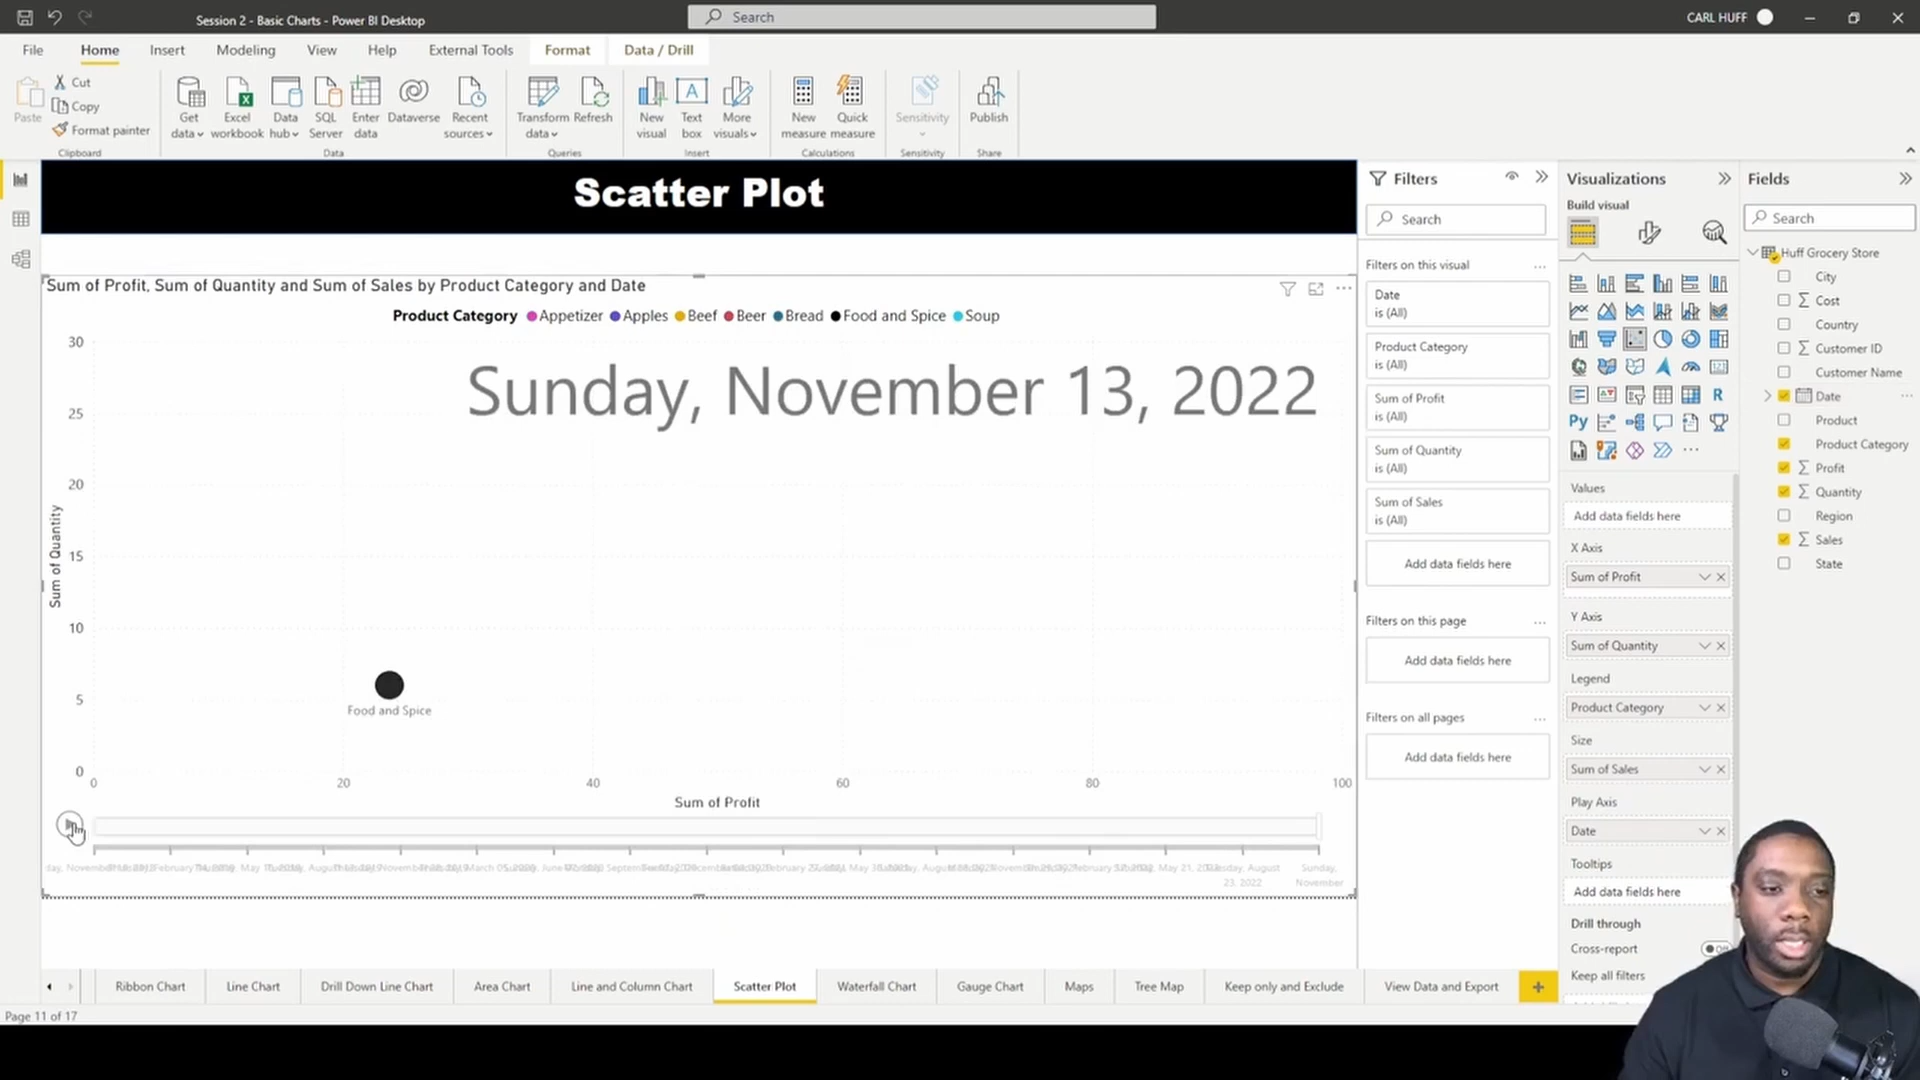 Session 2 - Basic Charts - Power BI Desktop
Search
CARL HUFF
File Home Insert Modeling View Help External Tools Format Data / Drill
Paste
Cut
Copy
Format painter
Clipboard
Get data
Excel workbook
Data hub
SQL Server
Enter data
Dataverse
Recent sources
Data
Transform data
Refresh
Queries
New visual
Text box
More visuals
Insert
New measure
Quick measure
Calculations
Sensitivity
Sensitivity
Publish
Share
Scatter Plot
Sum of Profit, Sum of Quantity and Sum of Sales by Product Category and Date
Product Category Appetizer Apples Beef Beer Bread Food and Spice Soup
Sunday, November 13, 2022
30
25
20
15
10
5
0
Sum of Quantity
Food and Spice
0 20 40 60 80 100
Sum of Profit
23, 2022
Sunday,
November
Filters
Search
Filters on this visual
Date
is (All)
Product Category
is (All)
Sum of Profit
is (All)
Sum of Quantity
is (All)
Sum of Sales
is (All)
Add data fields here
Filters on this page
Add data fields here
Filters on all pages
Add data fields here
Visualizations
Build visual
R
Py
123
Values
Add data fields here
X Axis
Sum of Profit
Y Axis
Sum of Quantity
Legend
Product Category
Size
Sum of Sales
Play Axis
Date
Tooltips
Add data fields here
Drill through
Cross-report
Off
Keep all filters
Fields
Search
Huff Grocery Store
City
Cost
Country
Customer ID
Customer Name
Date
Product
Product Category
Profit
Quantity
Region
Sales
State
Ribbon Chart Line Chart Drill Down Line Chart Area Chart Line and Column Chart Scatter Plot Waterfall Chart Gauge Chart Maps Tree Map Keep only and Exclude View Data and Export
Page 11 of 17